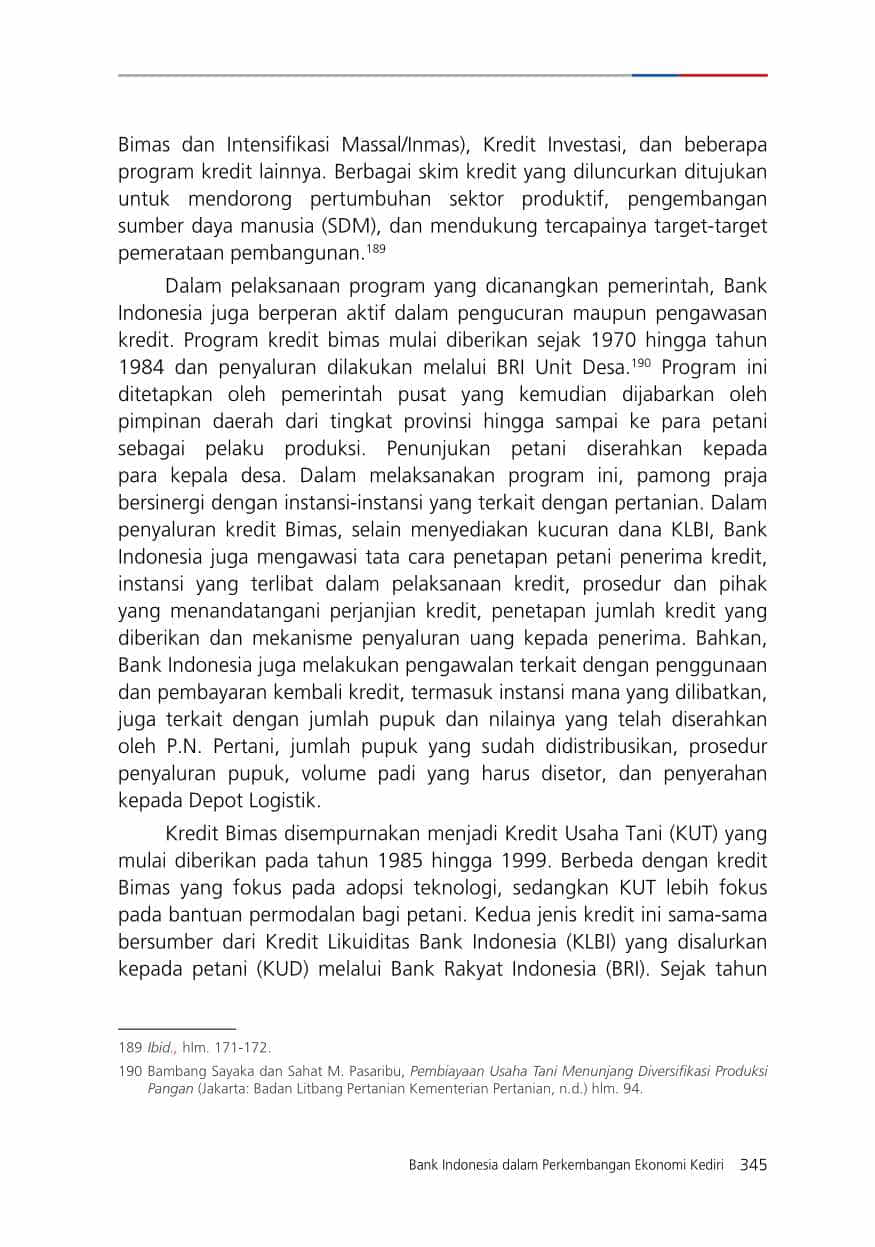 Bimas dan Intensifikasi Massal/Inmas), Kredit Investasi, dan beberapa
program kredit lainnya. Berbagai skim kredit yang diluncurkan ditujukan
untuk mendorong pertumbuhan sektor produktif, pengembangan
sumber daya manusia (SDM), dan mendukung tercapainya target-target
pemerataan pembangunan.189
Dalam pelaksanaan program yang dicanangkan pemerintah, Bank
Indonesia juga berperan aktif dalam pengucuran maupun pengawasan
kredit. Program kredit bimas mulai diberikan sejak 1970 hingga tahun
1984 dan penyaluran dilakukan melalui BRI Unit Desa.190 Program ini
ditetapkan oleh pemerintah pusat yang kemudian dijabarkan oleh
pimpinan daerah dari tingkat provinsi hingga sampai ke para petani
sebagai pelaku produksi. Penunjukan petani diserahkan kepada
para kepala desa. Dalam melaksanakan program ini, pamong praja
bersinergi dengan instansi-instansi yang terkait dengan pertanian. Dalam
penyaluran kredit Bimas, selain menyediakan kucuran dana KLBI, Bank
Indonesia juga mengawasi tata cara penetapan petani penerima kredit,
instansi yang terlibat dalam pelaksanaan kredit, prosedur dan pihak
yang menandatangani perjanjian kredit, penetapan jumlah kredit yang
diberikan dan mekanisme penyaluran uang kepada penerima. Bahkan,
Bank Indonesia juga melakukan pengawalan terkait dengan penggunaan
dan pembayaran kembali kredit, termasuk instansi mana yang dilibatkan,
juga terkait dengan jumlah pupuk dan nilainya yang telah diserahkan
oleh P.N. Pertani, jumlah pupuk yang sudah didistribusikan, prosedur
penyaluran pupuk, volume padi yang harus disetor, dan penyerahan
kepada Depot Logistik.
Kredit Bimas disempurnakan menjadi Kredit Usaha Tani (KUT) yang
mulai diberikan pada tahun 1985 hingga 1999. Berbeda dengan kredit
Bimas yang fokus pada adopsi teknologi, sedangkan KUT lebih fokus
pada bantuan permodalan bagi petani. Kedua jenis kredit ini sama-sama
bersumber dari Kredit Likuiditas Bank Indonesia (KLBI) yang disalurkan
kepada petani (KUD) melalui Bank Rakyat Indonesia (BRI). Sejak tahun
189 Ibid., hlm. 171-172.
190 Bambang Sayaka dan Sahat M. Pasaribu, Pembiayaan Usaha Tani Menunjang Diversifikasi Produksi
Pangan (Jakarta: Badan Litbang Pertanian Kementerian Pertanian, n.d.) hlm. 94.
Bank Indonesia dalam Perkembangan Ekonomi Kediri 345